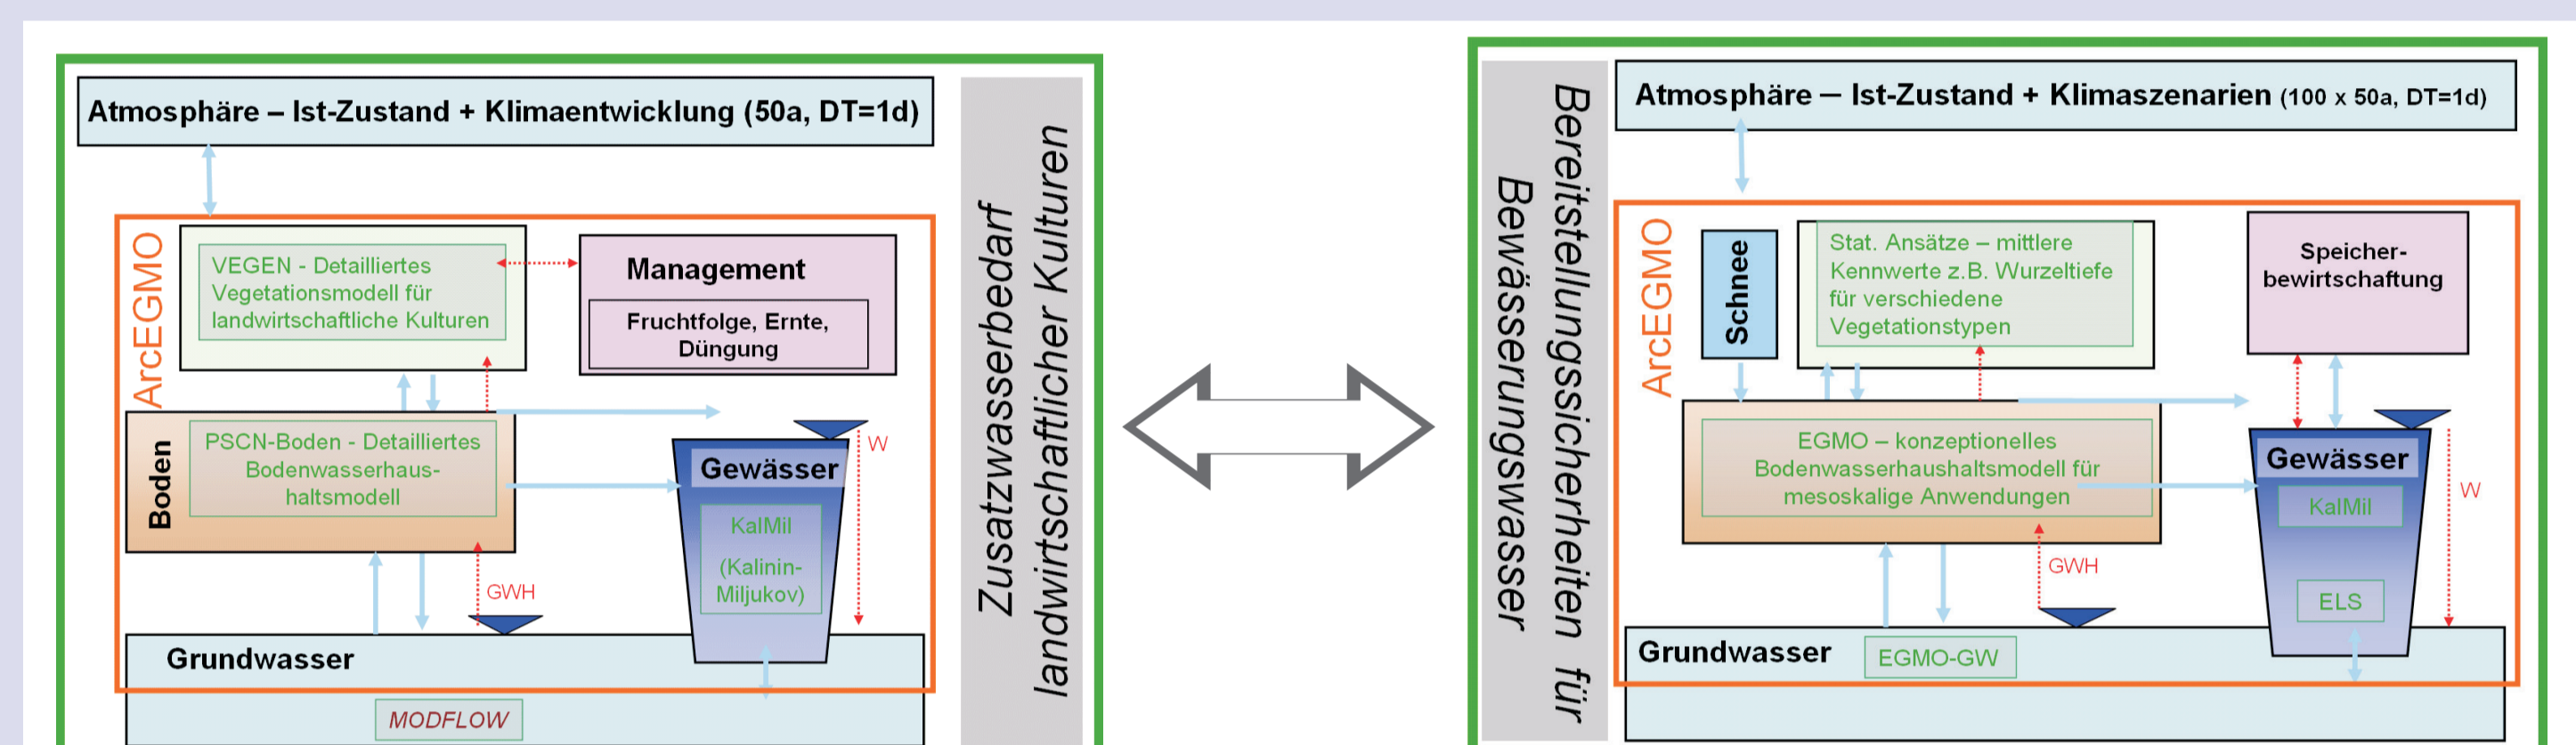 Atmosphäre – Ist-Zustand + Klimaentwicklung (50a, DT=1d)
ArcEGMO
VEGEN - Detailliertes
Vegetationsmodell für
landwirtschaftliche Kulturen
Management
Fruchtfolge, Ernte,
Düngung
Boden
PSCN-Boden - Detailliertes
Bodenwasserhaus-
haltsmodell
Gewässer
W
KalMil
(Kalinin-
Miljukov)
GWH
Grundwasser
MODFLOW
Zusatzwasserbedarf
landwirtschaftlicher Kulturen
Bereitstellungssicherheiten für
Bewässerungswasser
Atmosphäre – Ist-Zustand + Klimaszenarien (100 x 50a, DT=1d)
ArcEGMO
Schnee
Stat. Ansätze – mittlere
Kennwerte z.B. Wurzeltiefe
für verschiedene
Vegetationstypen
Speicher-
bewirtschaftung
EGMO – konzeptionelles
Bodenwasserhaushaltsmodell für
mesoskalige Anwendungen
Gewässer
KalMil
W
ELS
GWH
Grundwasser
EGMO-GW